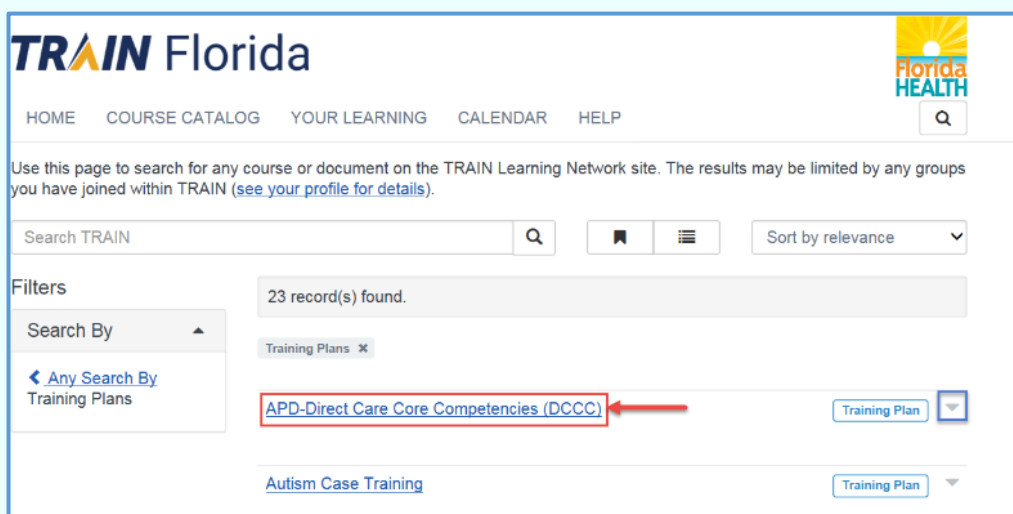 TRAIN Florida
Florida
HEALTH
HOME COURSE CATALOG YOUR LEARNING CALENDAR HELP
Use this page to search for any course or document on the TRAIN Learning Network site. The results may be limited by any groups
you have joined within TRAIN (see your profile for details).
Search TRAIN
Sort by relevance
Filters
23 record(s) found.
Search By
Training Plans ✖
Any Search By
Training Plans
APD-Direct Care Core Competencies (DCCC)
Training Plan
Autism Case Training
Training Plan